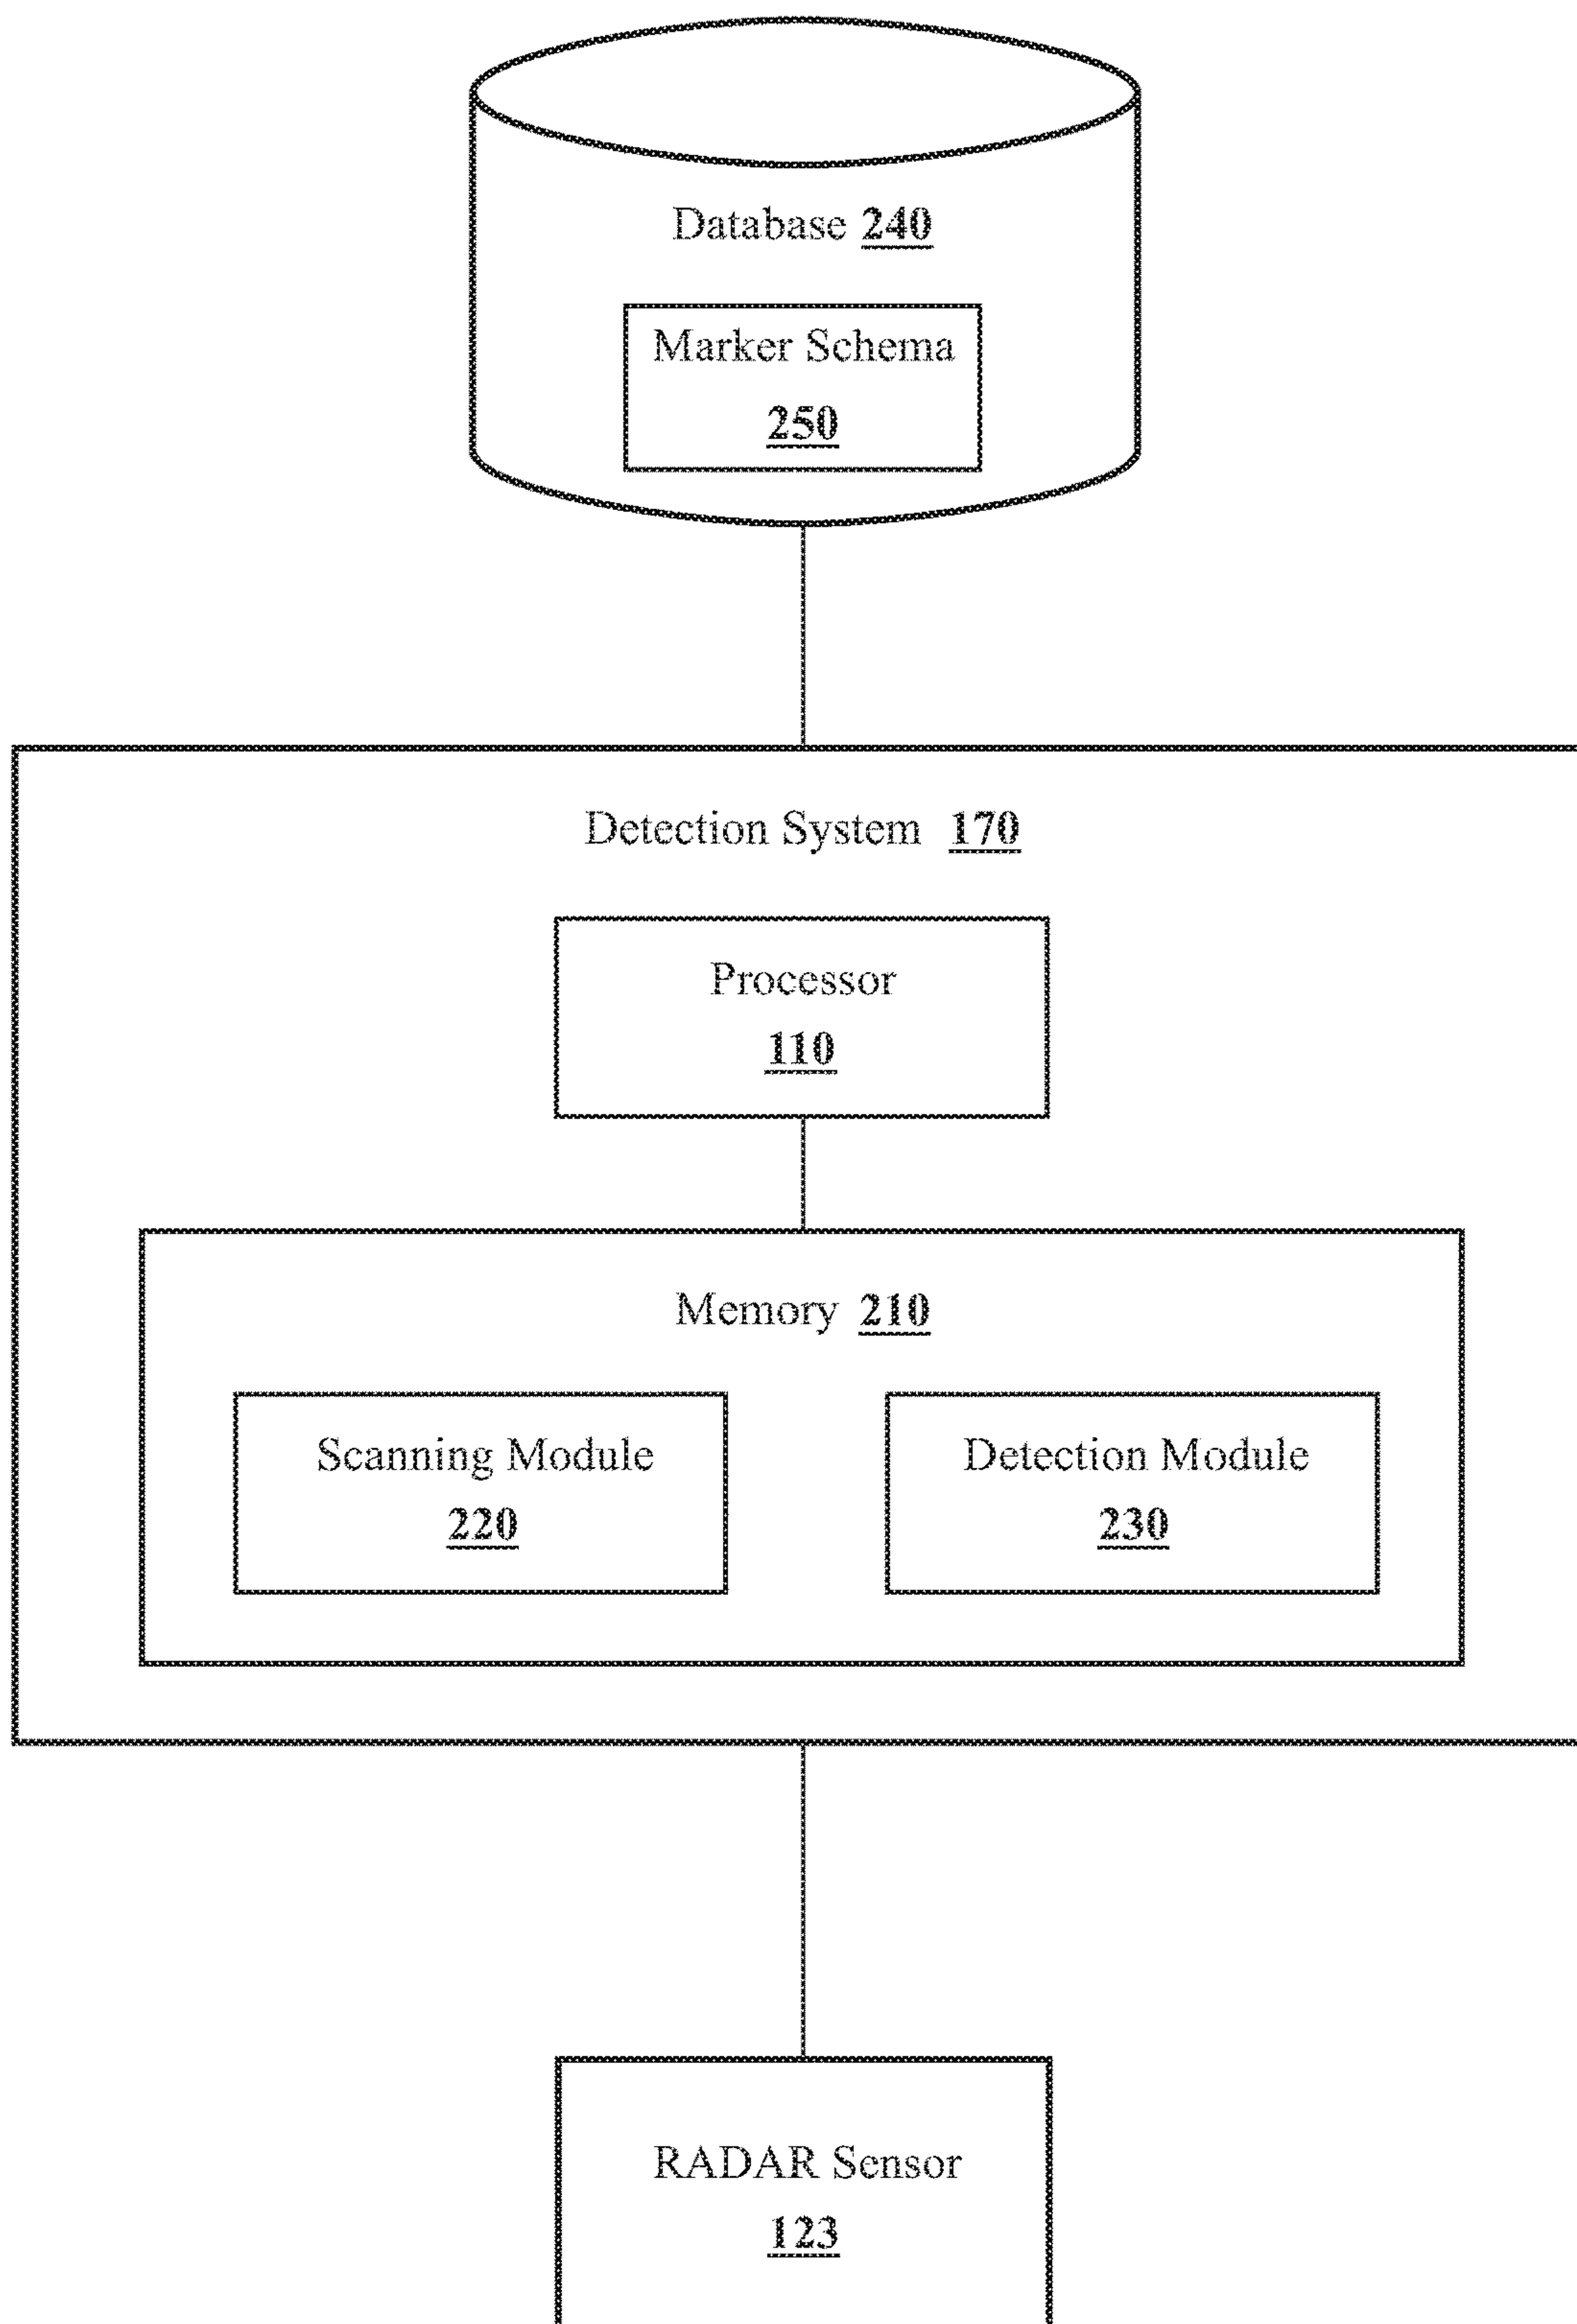 Database 240
Marker Schema
250
Detection System 170
Processor
110
Memory 210
Scanning Module
220
Detection Module
230
RADAR Sensor
123